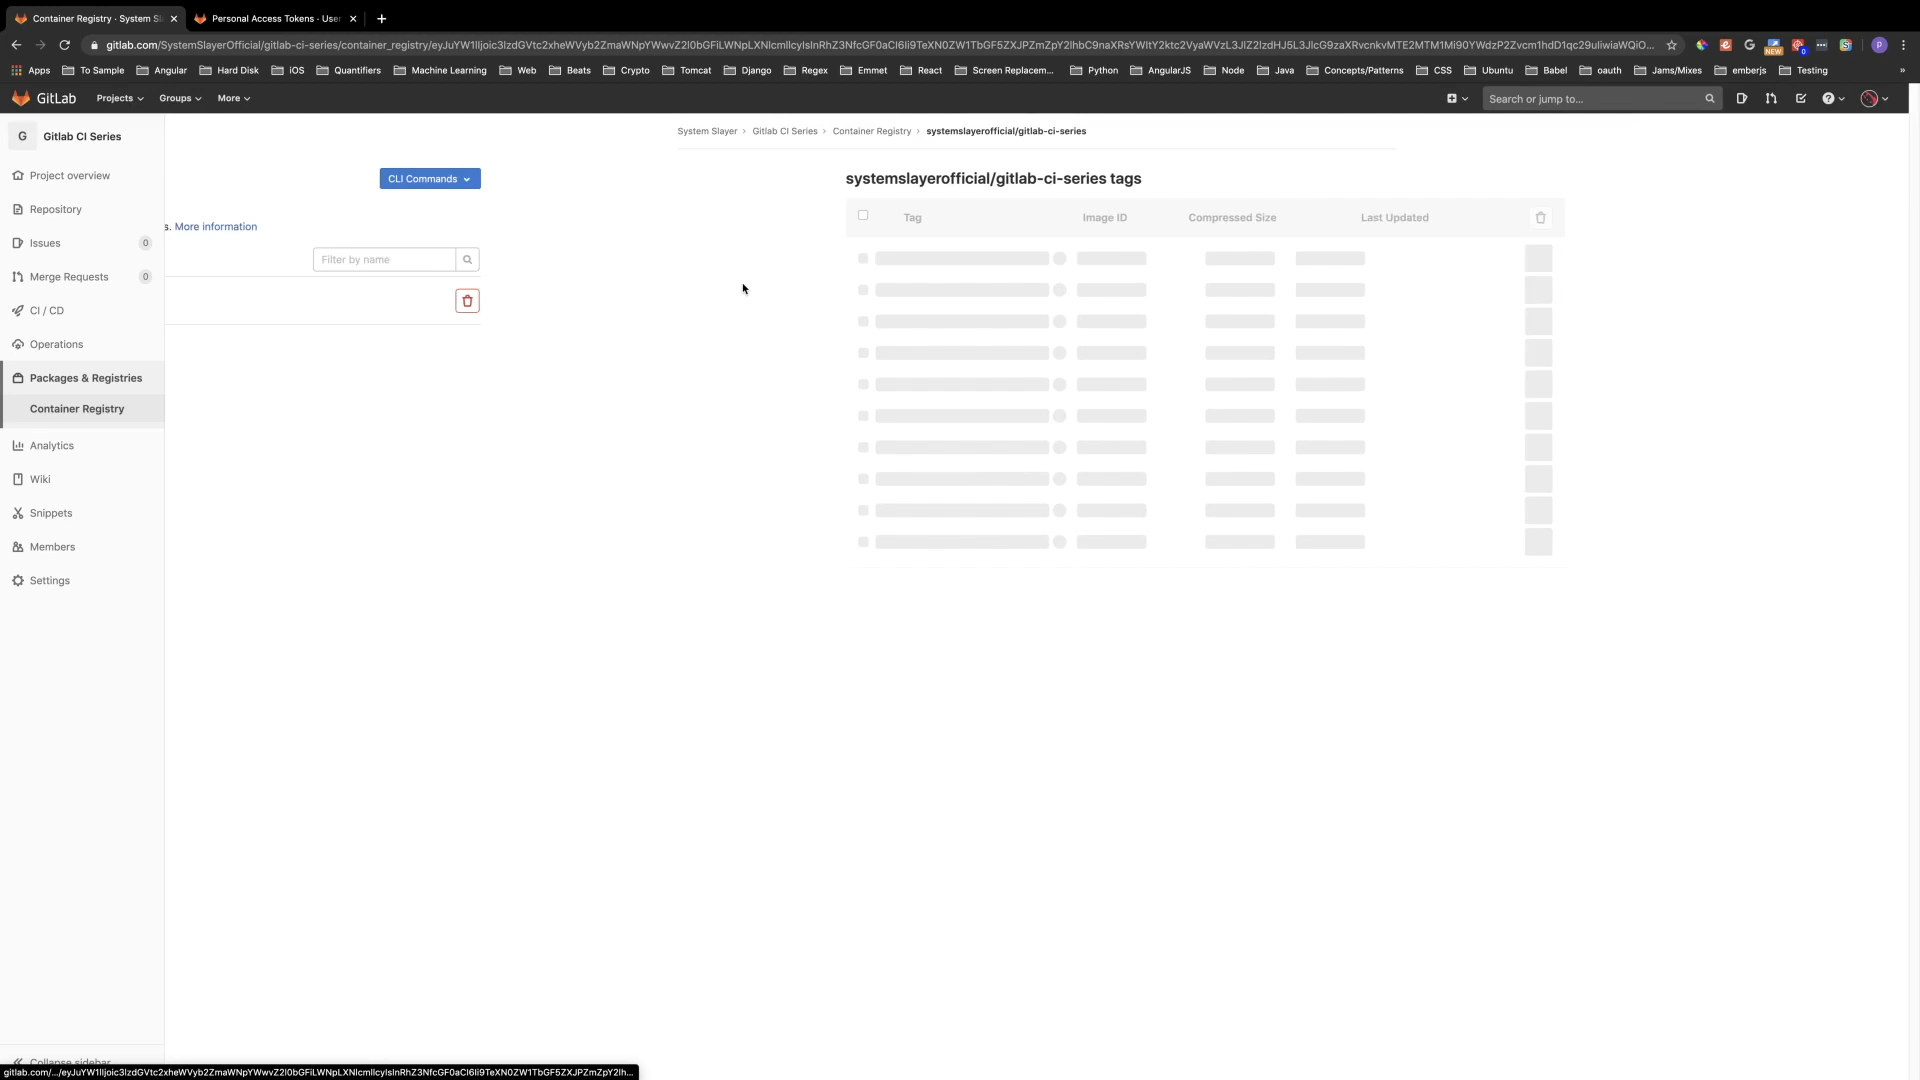 Container Registry · System Sl
Personal Access Tokens · User
gitlab.com/SystemSlayerOfficial/gitlab-ci-series/container_registry/
Apps
To Sample
Angular
Hard Disk
iOS
Quantifiers
Machine Learning
Web
Beats
Crypto
Tomcat
Django
Regex
Emmet
React
Screen Replacem...
Python
AngularJS
Node
Java
Concepts/Patterns
CSS
Ubuntu
Babel
oauth
Jams/Mixes
emberjs
Testing
»
GitLab
Projects
Groups
More
Search or jump to...
NEW
0
P
G
Gitlab CI Series
Project overview
Repository
Issues
0
Merge Requests
0
CI / CD
Operations
Packages & Registries
Container Registry
Analytics
Wiki
Snippets
Members
Settings
Collapse sidebar
CLI Commands
s. More information
Filter by name
System Slayer › Gitlab CI Series › Container Registry › systemslayerofficial/gitlab-ci-series
systemslayerofficial/gitlab-ci-series tags
Tag
Image ID
Compressed Size
Last Updated